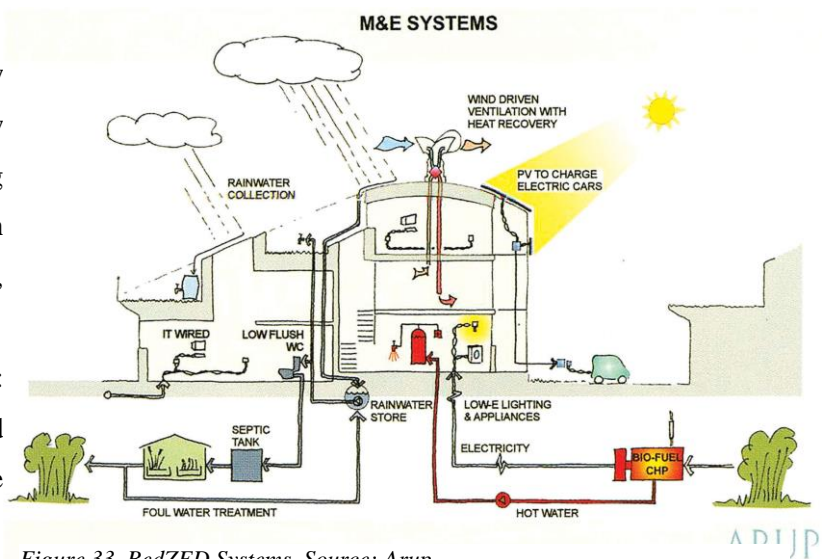 M&E SYSTEMS
WIND DRIVEN
VENTILATION WITH
HEAT RECOVERY
RAINWATER
COLLECTION
PV TO CHARGE
ELECTRIC CARS
IT WIRED
LOW FLUSH
WC
RAINWATER
STORE
LOW-E LIGHTING
& APPLIANCES
SEPTIC
TANK
ELECTRICITY
BIO-FUEL
CHP
FOUL WATER TREATMENT
HOT WATER
ARUP
Figure 33. BedZED Systems. Source: Arup